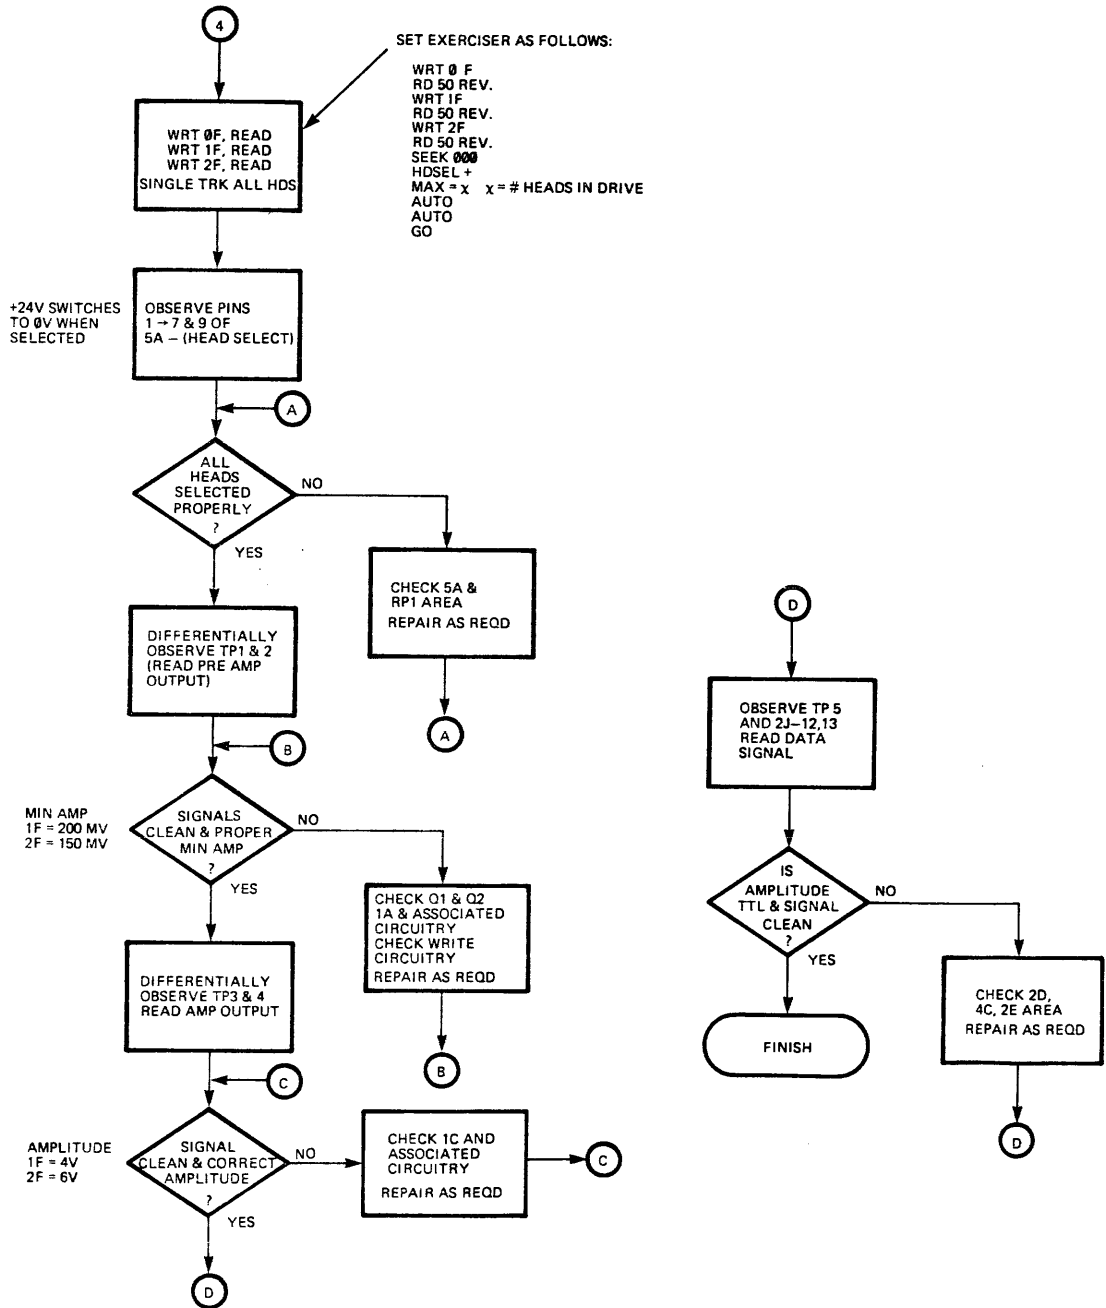 4
SET EXERCISER AS FOLLOWS:
WRT 0 F
RD 50 REV.
WRT 1F
RD 50 REV.
WRT 2F
RD 50 REV.
SEEK 000
HDSEL +
MAX = χ χ = # HEADS IN DRIVE
AUTO
AUTO
GO
WRT 0F, READ
WRT 1F, READ
WRT 2F, READ
SINGLE TRK ALL HDS
+24V SWITCHES
TO 0V WHEN
SELECTED
OBSERVE PINS
1 → 7 & 9 OF
5A – (HEAD SELECT)
A
ALL
HEADS
SELECTED
PROPERLY
?
NO
YES
CHECK 5A &
RP1 AREA
REPAIR AS REQD
A
DIFFERENTIALLY
OBSERVE TP1 & 2
(READ PRE AMP
OUTPUT)
B
MIN AMP
1F = 200 MV
2F = 150 MV
SIGNALS
CLEAN & PROPER
MIN AMP
?
NO
YES
CHECK Q1 & Q2
1A & ASSOCIATED
CIRCUITRY
CHECK WRITE
CIRCUITRY
REPAIR AS REQD
B
DIFFERENTIALLY
OBSERVE TP3 & 4
READ AMP OUTPUT
C
AMPLITUDE
1F = 4V
2F = 6V
SIGNAL
CLEAN & CORRECT
AMPLITUDE
?
NO
YES
CHECK 1C AND
ASSOCIATED
CIRCUITRY
REPAIR AS REQD
C
D
D
OBSERVE TP 5
AND 2J–12,13
READ DATA
SIGNAL
IS
AMPLITUDE
TTL & SIGNAL
CLEAN
?
NO
YES
CHECK 2D,
4C, 2E AREA
REPAIR AS REQD
D
FINISH